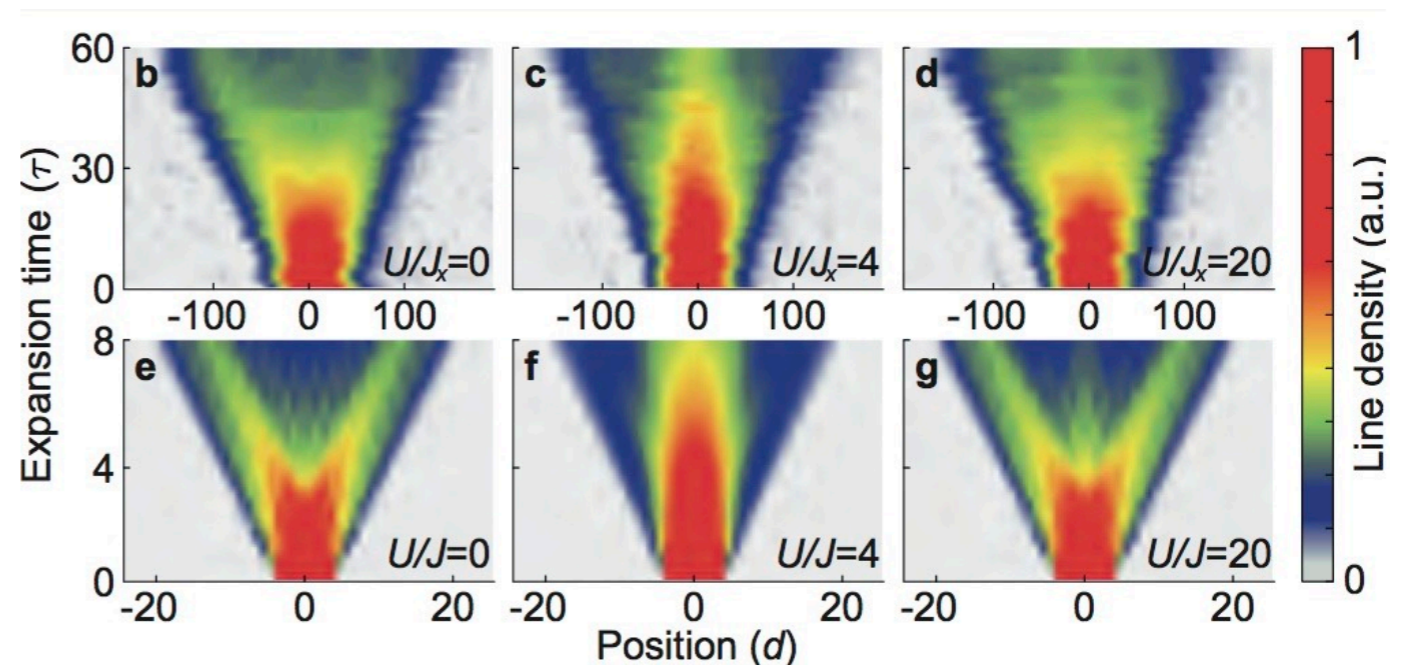 60
b
c
d
1
30
U/Jₓ=0
U/Jₓ=4
U/Jₓ=20
0
-100 0 100
-100 0 100
-100 0 100
Expansion time (τ)
Line density (a.u.)
8
e
f
g
4
U/J=0
U/J=4
U/J=20
0
0
-20 0 20
-20 0 20
-20 0 20
Position (d)